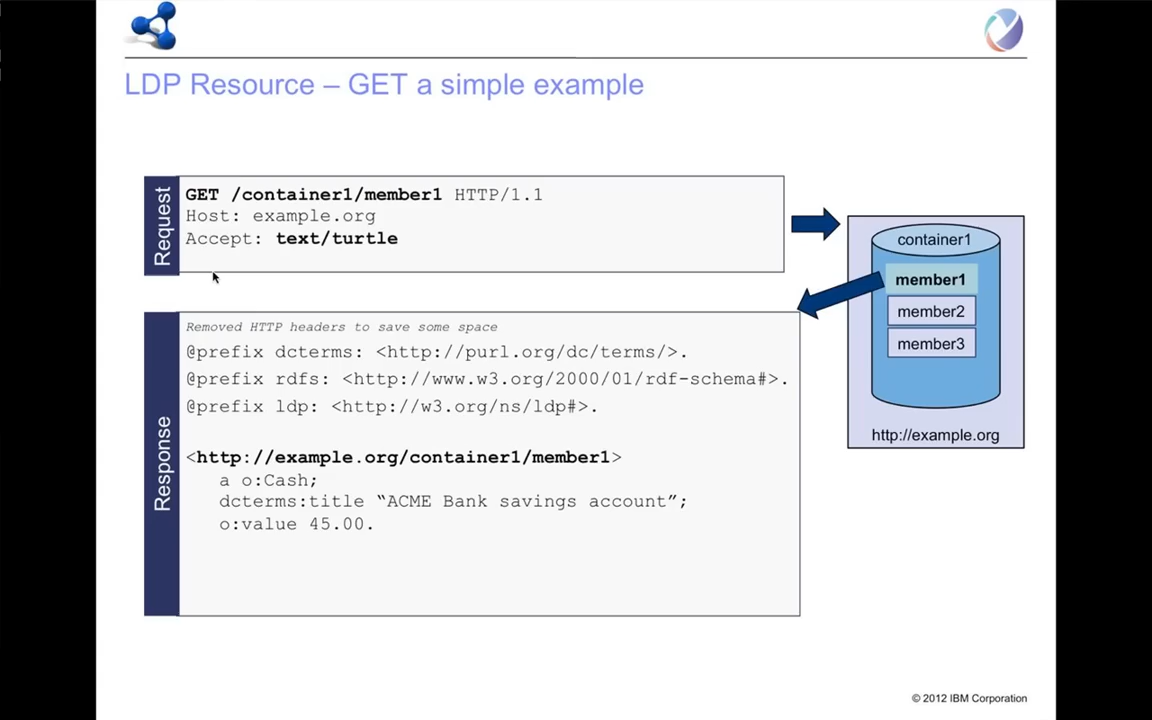 LDP Resource – GET a simple example
Request
GET /container1/member1 HTTP/1.1
Host: example.org
Accept: text/turtle
container1
member1
member2
member3
http://example.org
Response
Removed HTTP headers to save some space
@prefix dcterms: <http://purl.org/dc/terms/>.
@prefix rdfs: <http://www.w3.org/2000/01/rdf-schema#>.
@prefix ldp: <http://w3.org/ns/ldp#>.
<http://example.org/container1/member1>
a o:Cash;
dcterms:title “ACME Bank savings account”;
o:value 45.00.
© 2012 IBM Corporation